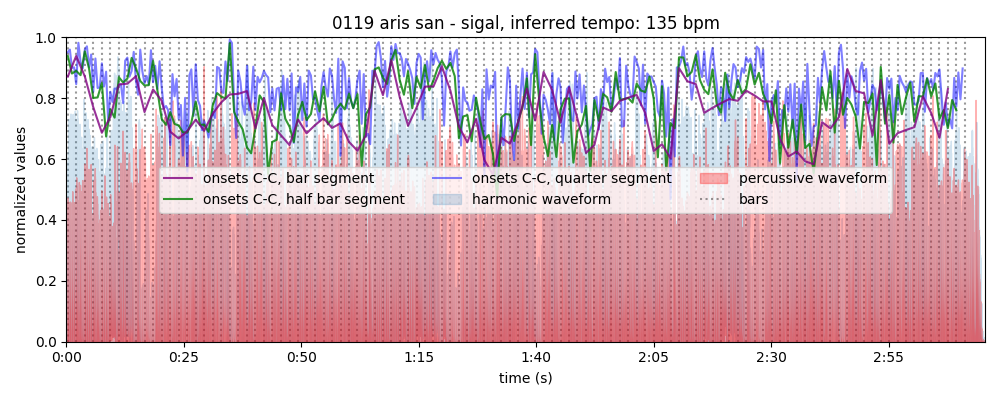 0119 aris san - sigal, inferred tempo: 135 bpm
1.0
0.8
0.6
0.4
0.2
0.0
normalized values
onsets C-C, bar segment
onsets C-C, half bar segment
onsets C-C, quarter segment
harmonic waveform
percussive waveform
bars
0:00 0:25 0:50 1:15 1:40 2:05 2:30 2:55
time (s)